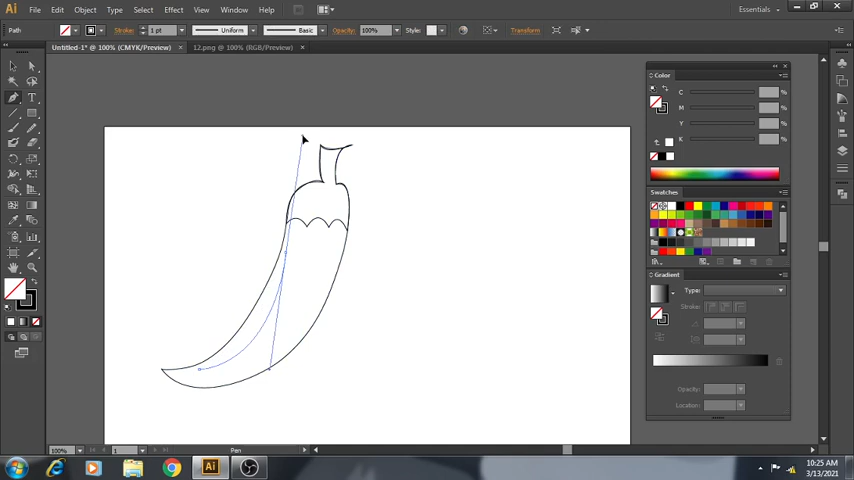 Ai File Edit Object Type Select Effect View Window Help Essentials
Path Stroke: 1 pt Uniform Basic Opacity: 100% Style: Transform
Untitled-1* @ 100% (CMYK/Preview) × 12.png @ 100% (RGB/Preview) ×
Color
C %
M %
Y %
K %
Swatches
Gradient
Type:
Stroke:
Opacity: %
Location: %
100% 1 Pen
Ai
10:25 AM
3/13/2021